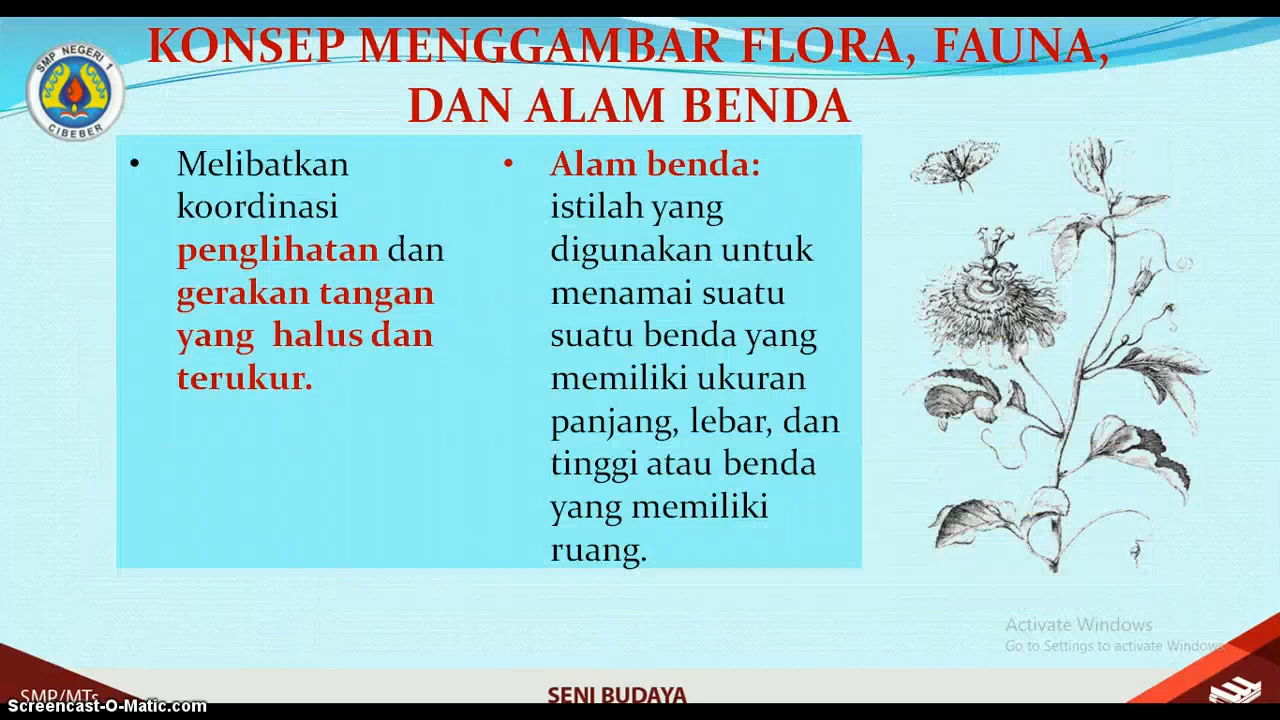 KONSEP MENGGAMBAR FLORA, FAUNA,
DAN ALAM BENDA
SMP NEGERI 1
CIBEBER
• Melibatkan
koordinasi
penglihatan dan
gerakan tangan
yang halus dan
terukur.
• Alam benda:
istilah yang
digunakan untuk
menamai suatu
suatu benda yang
memiliki ukuran
panjang, lebar, dan
tinggi atau benda
yang memiliki
ruang.
Activate Windows
Go to Settings to activate Windows.
SMP/MTs
SENI BUDAYA
Screencast-O-Matic.com